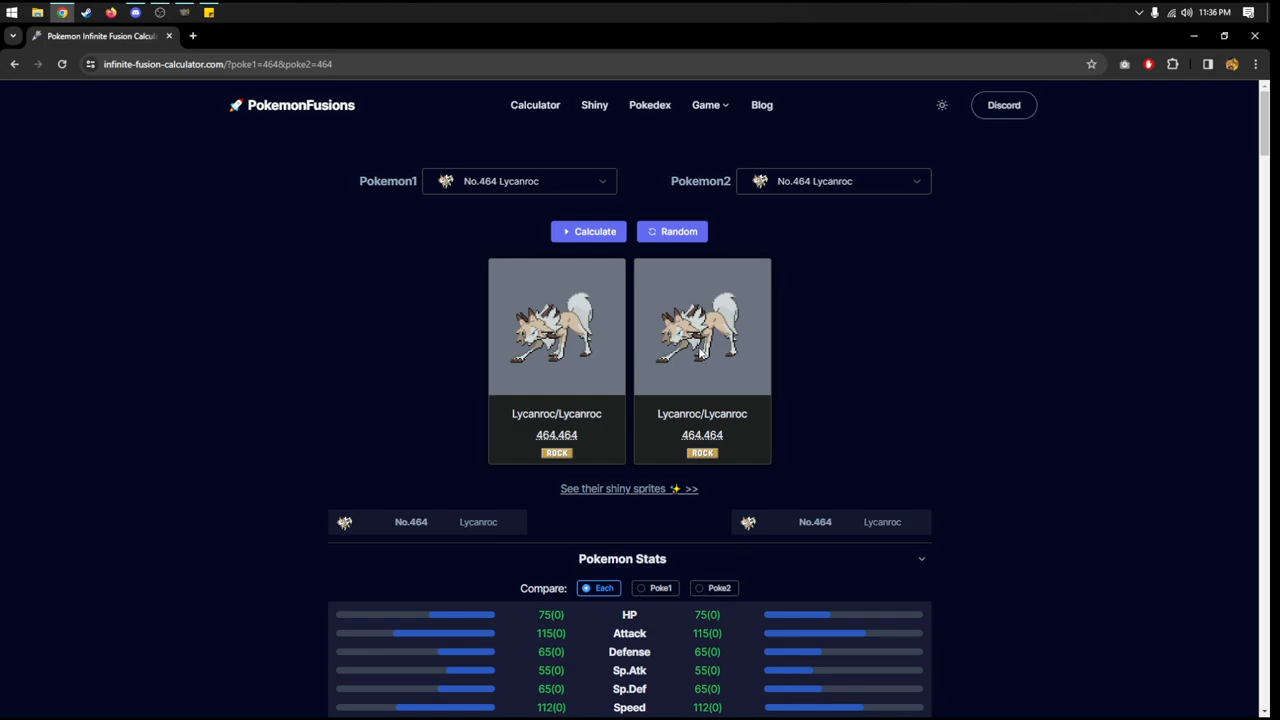 11:36 PM
Pokemon Infinite Fusion Calcul
infinite-fusion-calculator.com/?poke1=464&poke2=464
PokemonFusions
Calculator Shiny Pokedex Game Blog
Discord
Pokemon1 No.464 Lycanroc Pokemon2 No.464 Lycanroc
Calculate Random
Lycanroc/Lycanroc Lycanroc/Lycanroc
464.464 464.464
ROCK ROCK
See their shiny sprites ✨ >>
No.464 Lycanroc No.464 Lycanroc
Pokemon Stats
Compare: Each Poke1 Poke2
75(0) HP 75(0)
115(0) Attack 115(0)
65(0) Defense 65(0)
55(0) Sp.Atk 55(0)
65(0) Sp.Def 65(0)
112(0) Speed 112(0)